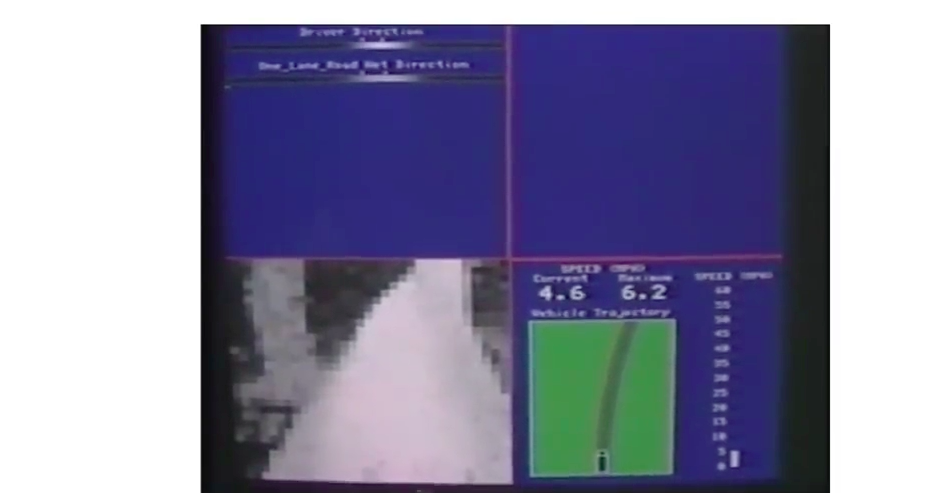 Driver Direction
One_Lane_Road Net Direction
SPEED (MPH)
Current Maximum
4.6 6.2
Vehicle Trajectory
SPEED (MPH)
60
55
50
45
40
35
30
25
20
15
10
5
0